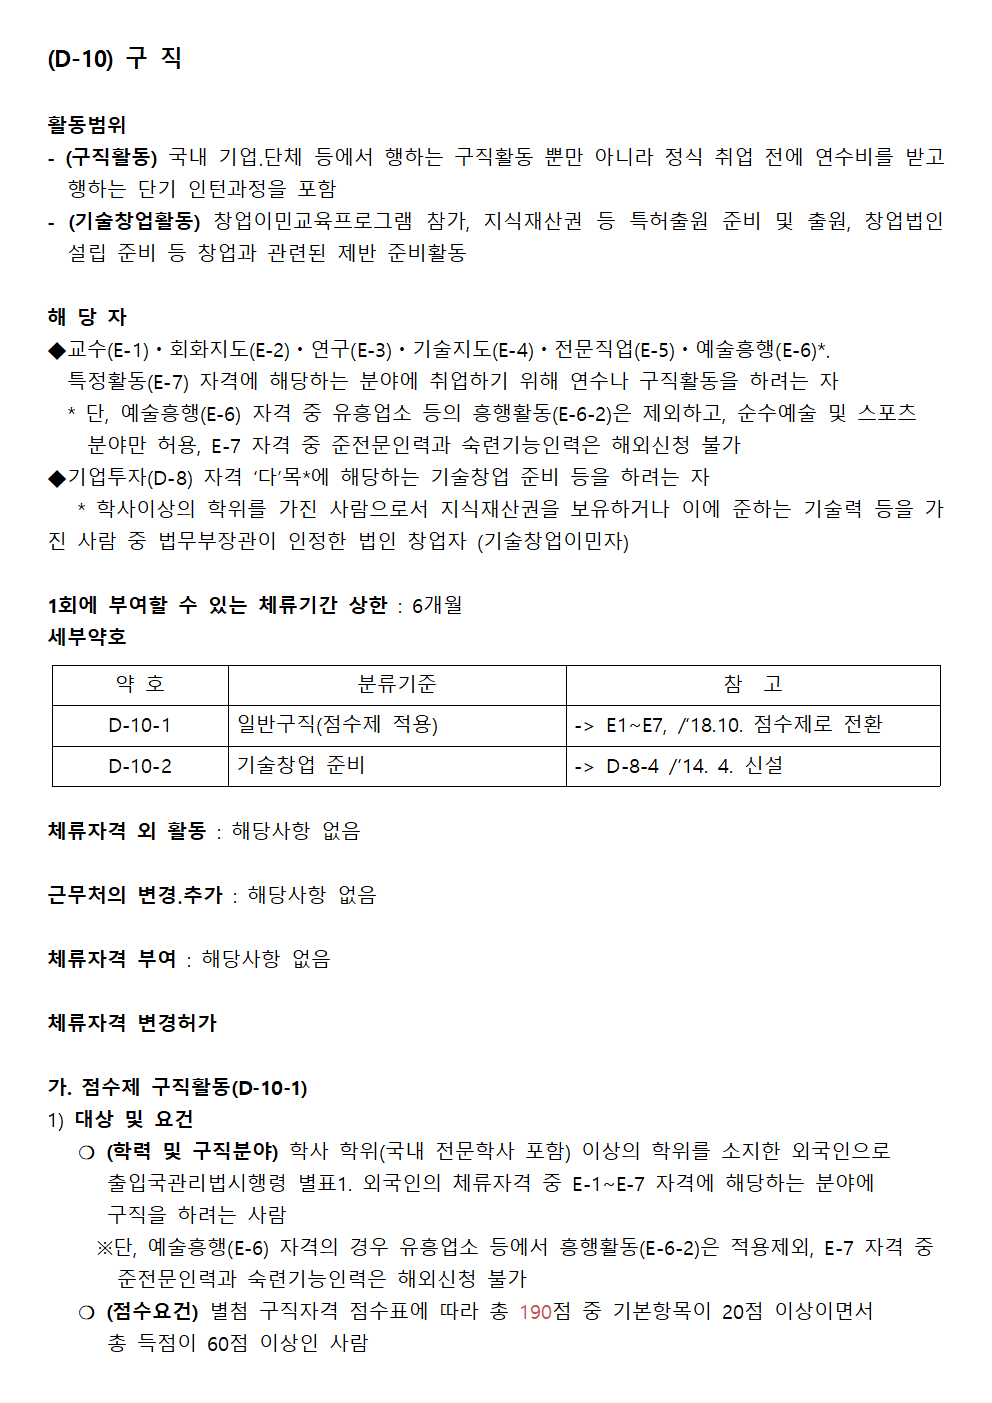 (D-10) 구 직
활동범위
- (구직활동) 국내 기업.단체 등에서 행하는 구직활동 뿐만 아니라 정식 취업 전에 연수비를 받고
행하는 단기 인턴과정을 포함
- (기술창업활동) 창업이민교육프로그램 참가, 지식재산권 등 특허출원 준비 및 출원, 창업법인
설립 준비 등 창업과 관련된 제반 준비활동
해 당 자
◆교수(E-1)・회화지도(E-2)・연구(E-3)・기술지도(E-4)・전문직업(E-5)・예술흥행(E-6)*.
특정활동(E-7) 자격에 해당하는 분야에 취업하기 위해 연수나 구직활동을 하려는 자
* 단, 예술흥행(E-6) 자격 중 유흥업소 등의 흥행활동(E-6-2)은 제외하고, 순수예술 및 스포츠
분야만 허용, E-7 자격 중 준전문인력과 숙련기능인력은 해외신청 불가
◆기업투자(D-8) 자격 ‘다’목*에 해당하는 기술창업 준비 등을 하려는 자
* 학사이상의 학위를 가진 사람으로서 지식재산권을 보유하거나 이에 준하는 기술력 등을 가
진 사람 중 법무부장관이 인정한 법인 창업자 (기술창업이민자)
1회에 부여할 수 있는 체류기간 상한 : 6개월
세부약호
약 호 분류기준 참 고
D-10-1 일반구직(점수제 적용) -> E1~E7, /‘18.10. 점수제로 전환
D-10-2 기술창업 준비 -> D-8-4 /‘14. 4. 신설
체류자격 외 활동 : 해당사항 없음
근무처의 변경.추가 : 해당사항 없음
체류자격 부여 : 해당사항 없음
체류자격 변경허가
가. 점수제 구직활동(D-10-1)
1) 대상 및 요건
❍ (학력 및 구직분야) 학사 학위(국내 전문학사 포함) 이상의 학위를 소지한 외국인으로
출입국관리법시행령 별표1. 외국인의 체류자격 중 E-1~E-7 자격에 해당하는 분야에
구직을 하려는 사람
※단, 예술흥행(E-6) 자격의 경우 유흥업소 등에서 흥행활동(E-6-2)은 적용제외, E-7 자격 중
준전문인력과 숙련기능인력은 해외신청 불가
❍ (점수요건) 별첨 구직자격 점수표에 따라 총 190점 중 기본항목이 20점 이상이면서
총 득점이 60점 이상인 사람